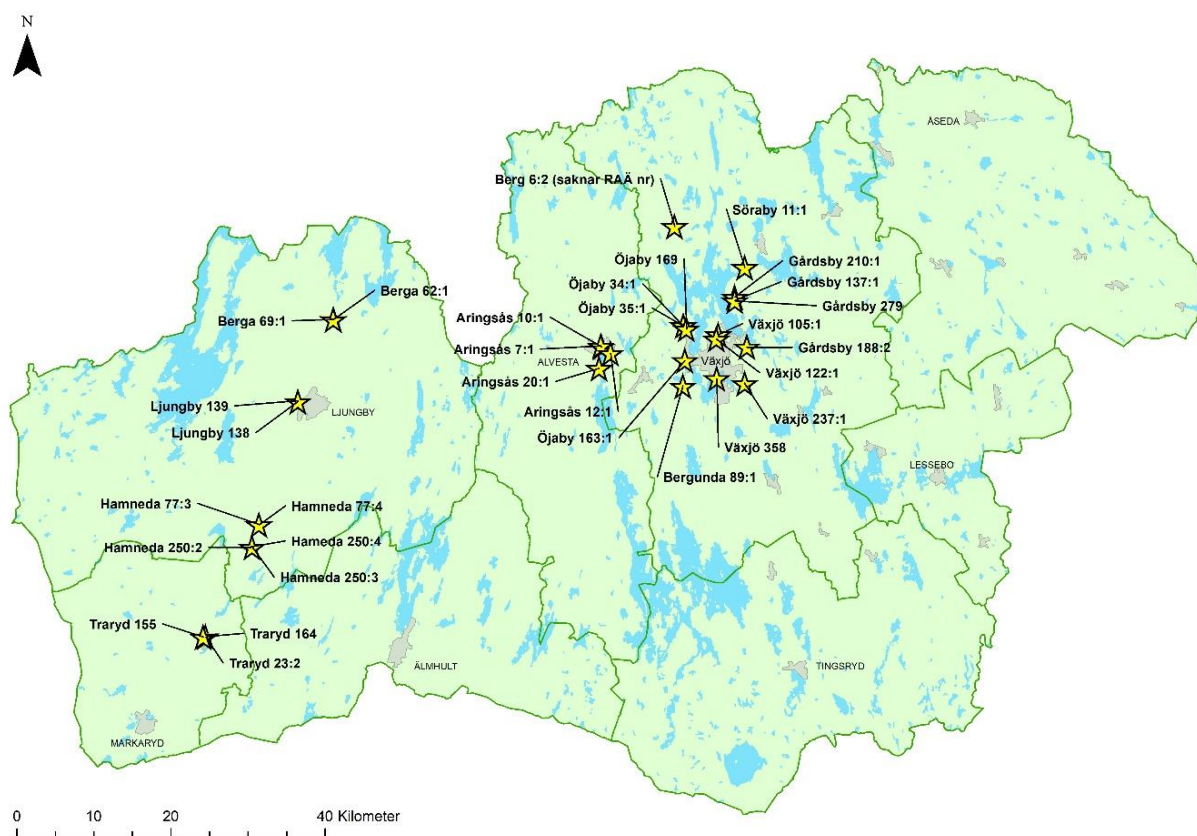 N
ÅSEDA
Berg 6:2 (saknar RAÄ nr)
Söraby 11:1
Öjaby 169
Gårdsby 210:1
Öjaby 34:1
Gårdsby 137:1
Berga 62:1
Öjaby 35:1
Gårdsby 279
Berga 69:1
Aringsås 10:1
Växjö 105:1
Aringsås 7:1
ALVESTA
Växjö
Gårdsby 188:2
Aringsås 20:1
Växjö 122:1
Ljungby 139
LJUNGBY
Aringsås 12:1
Växjö 237:1
Ljungby 138
Öjaby 163:1
Växjö 358
LESSEBO
Bergunda 89:1
Hamneda 77:3
Hamneda 77:4
Hamneda 250:2
Hameda 250:4
Hamneda 250:3
Traryd 155
Traryd 164
Traryd 23:2
ÄLMHULT
TINGSRYD
MARKARYD
0 10 20 40 Kilometer